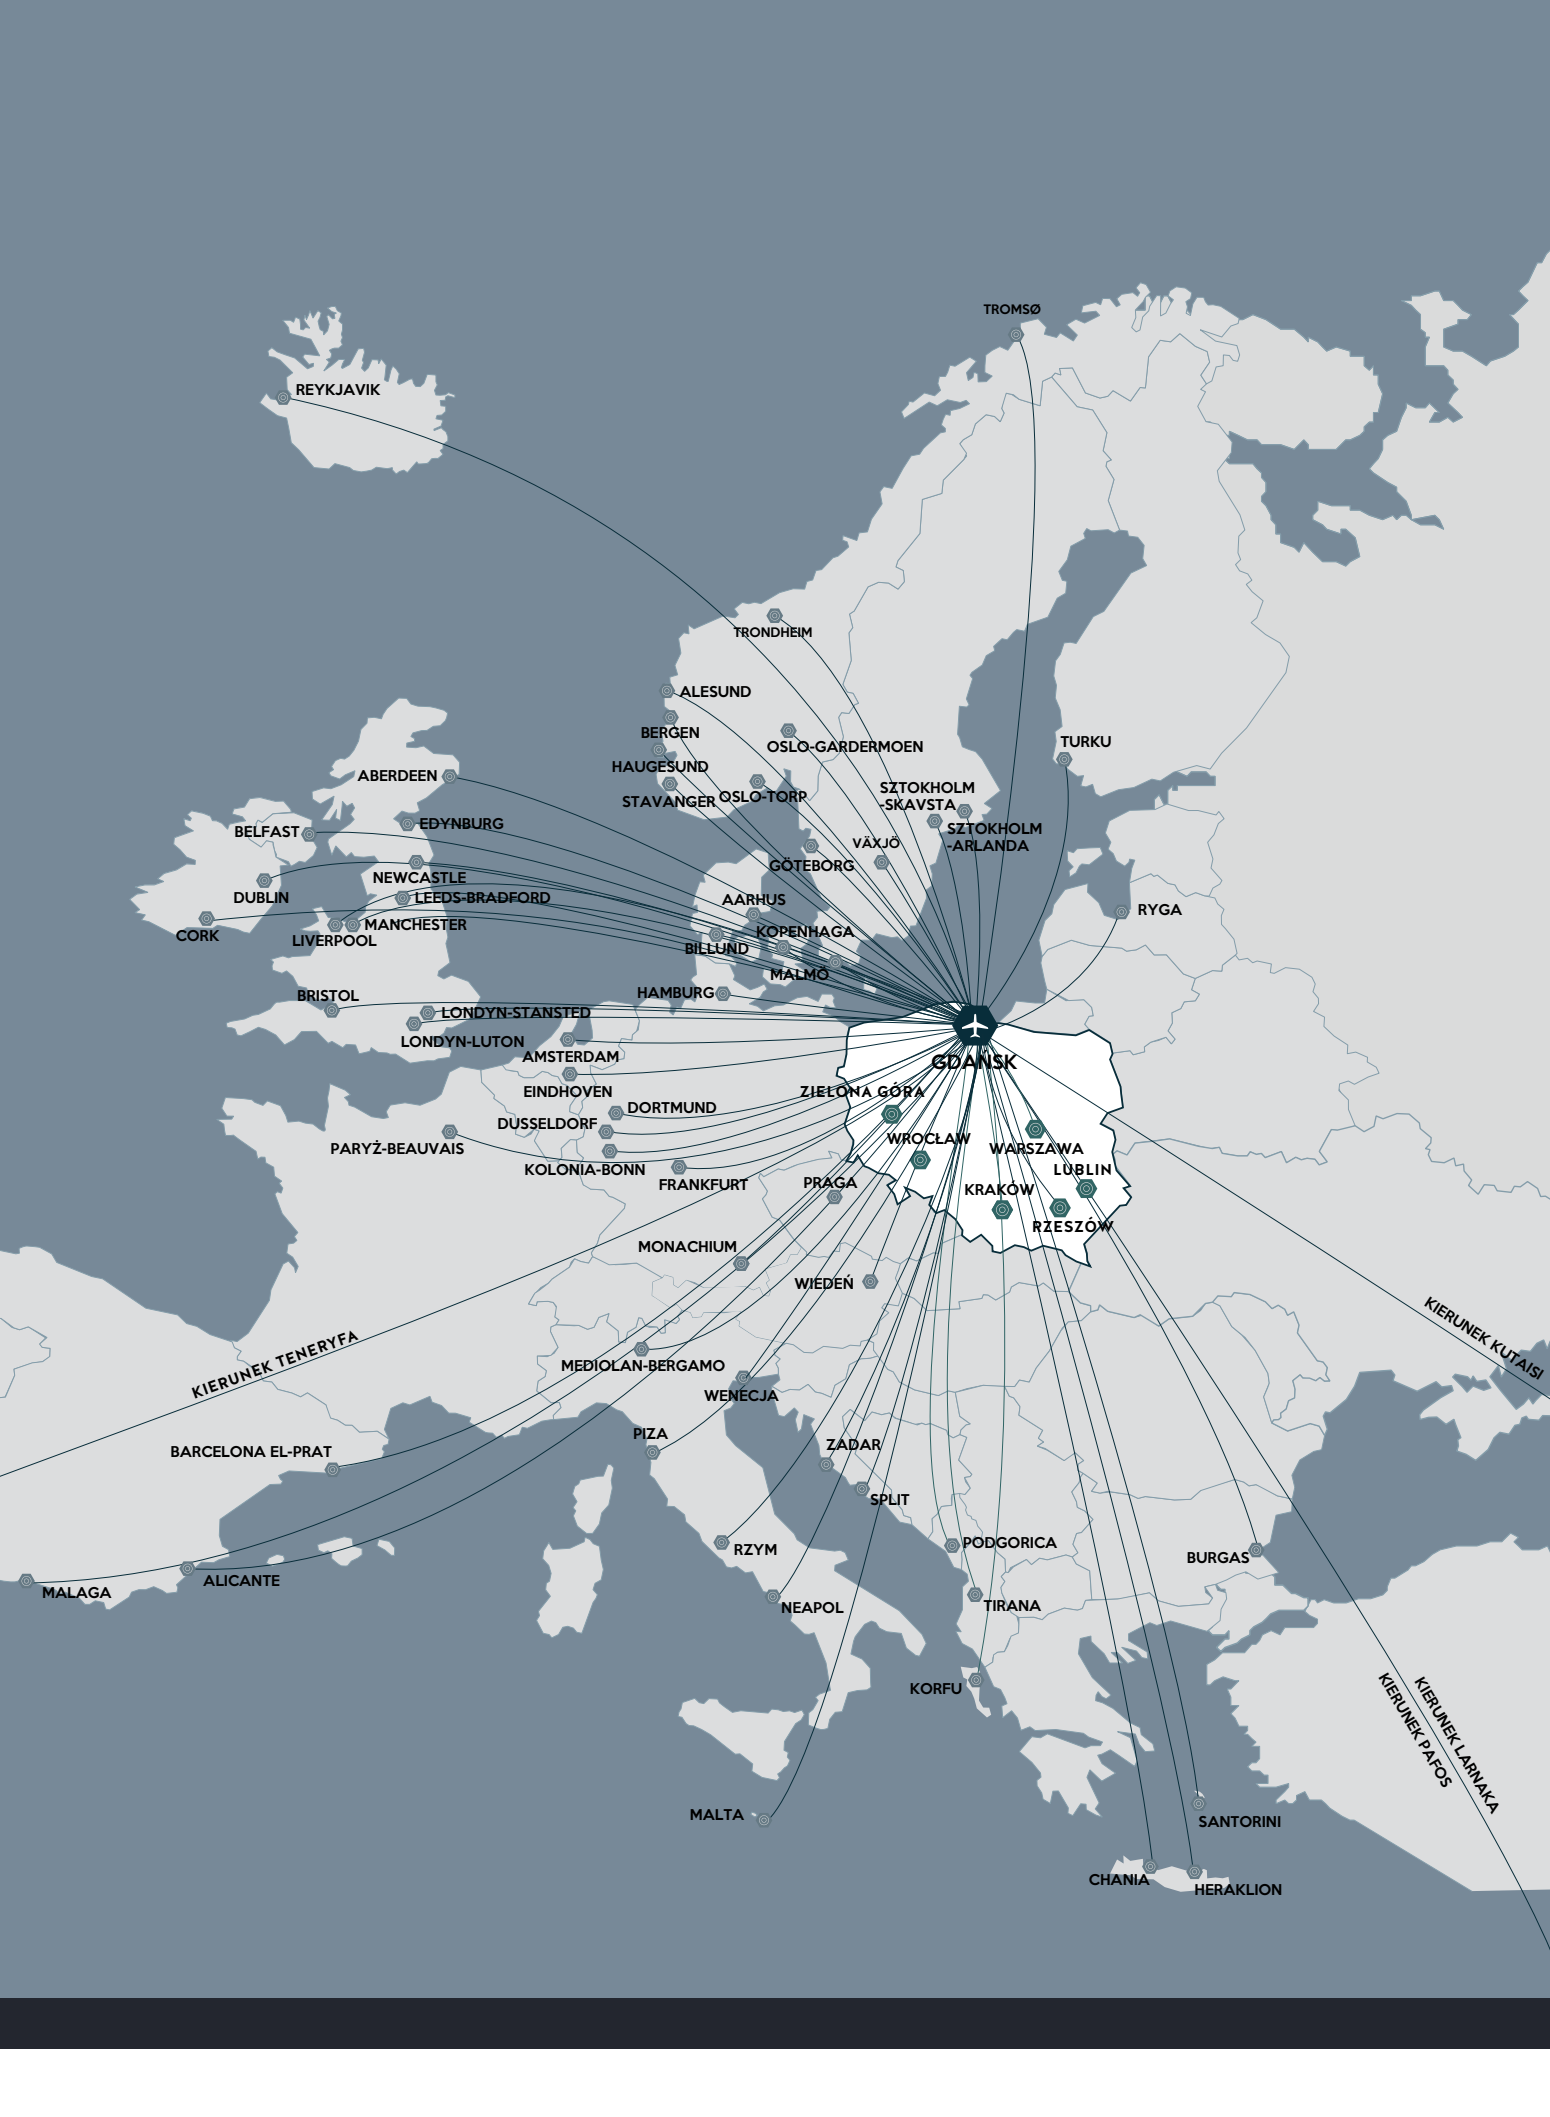 TROMSØ
REYKJAVIK
TRONDHEIM
ALESUND
BERGEN
OSLO-GARDERMOEN
TURKU
HAUGESUND
ABERDEEN
SZTOKHOLM
-SKAVSTA
STAVANGER
OSLO-TORP
EDYNBURG
BELFAST
SZTOKHOLM
-ARLANDA
VÄXJÖ
GÖTEBORG
NEWCASTLE
DUBLIN
LEEDS-BRADFORD
AARHUS
RYGA
MANCHESTER
CORK
LIVERPOOL
KOPENHAGA
BILLUND
MALMÖ
HAMBURG
BRISTOL
LONDYN-STANSTED
LONDYN-LUTON
AMSTERDAM
GDAŃSK
EINDHOVEN
ZIELONA GÓRA
DORTMUND
DUSSELDORF
WROCŁAW
PARYŻ-BEAUVAIS
WARSZAWA
KOLONIA-BONN
LUBLIN
FRANKFURT
PRAGA
KRAKÓW
RZESZÓW
MONACHIUM
WIEDEŃ
KIERUNEK KUTAISI
KIERUNEK TENERYFA
MEDIOLAN-BERGAMO
WENECJA
PIZA
ZADAR
BARCELONA EL-PRAT
SPLIT
PODGORICA
RZYM
BURGAS
ALICANTE
MALAGA
TIRANA
NEAPOL
KORFU
KIERUNEK LARNAKA
KIERUNEK PAFOS
MALTA
SANTORINI
CHANIA
HERAKLION